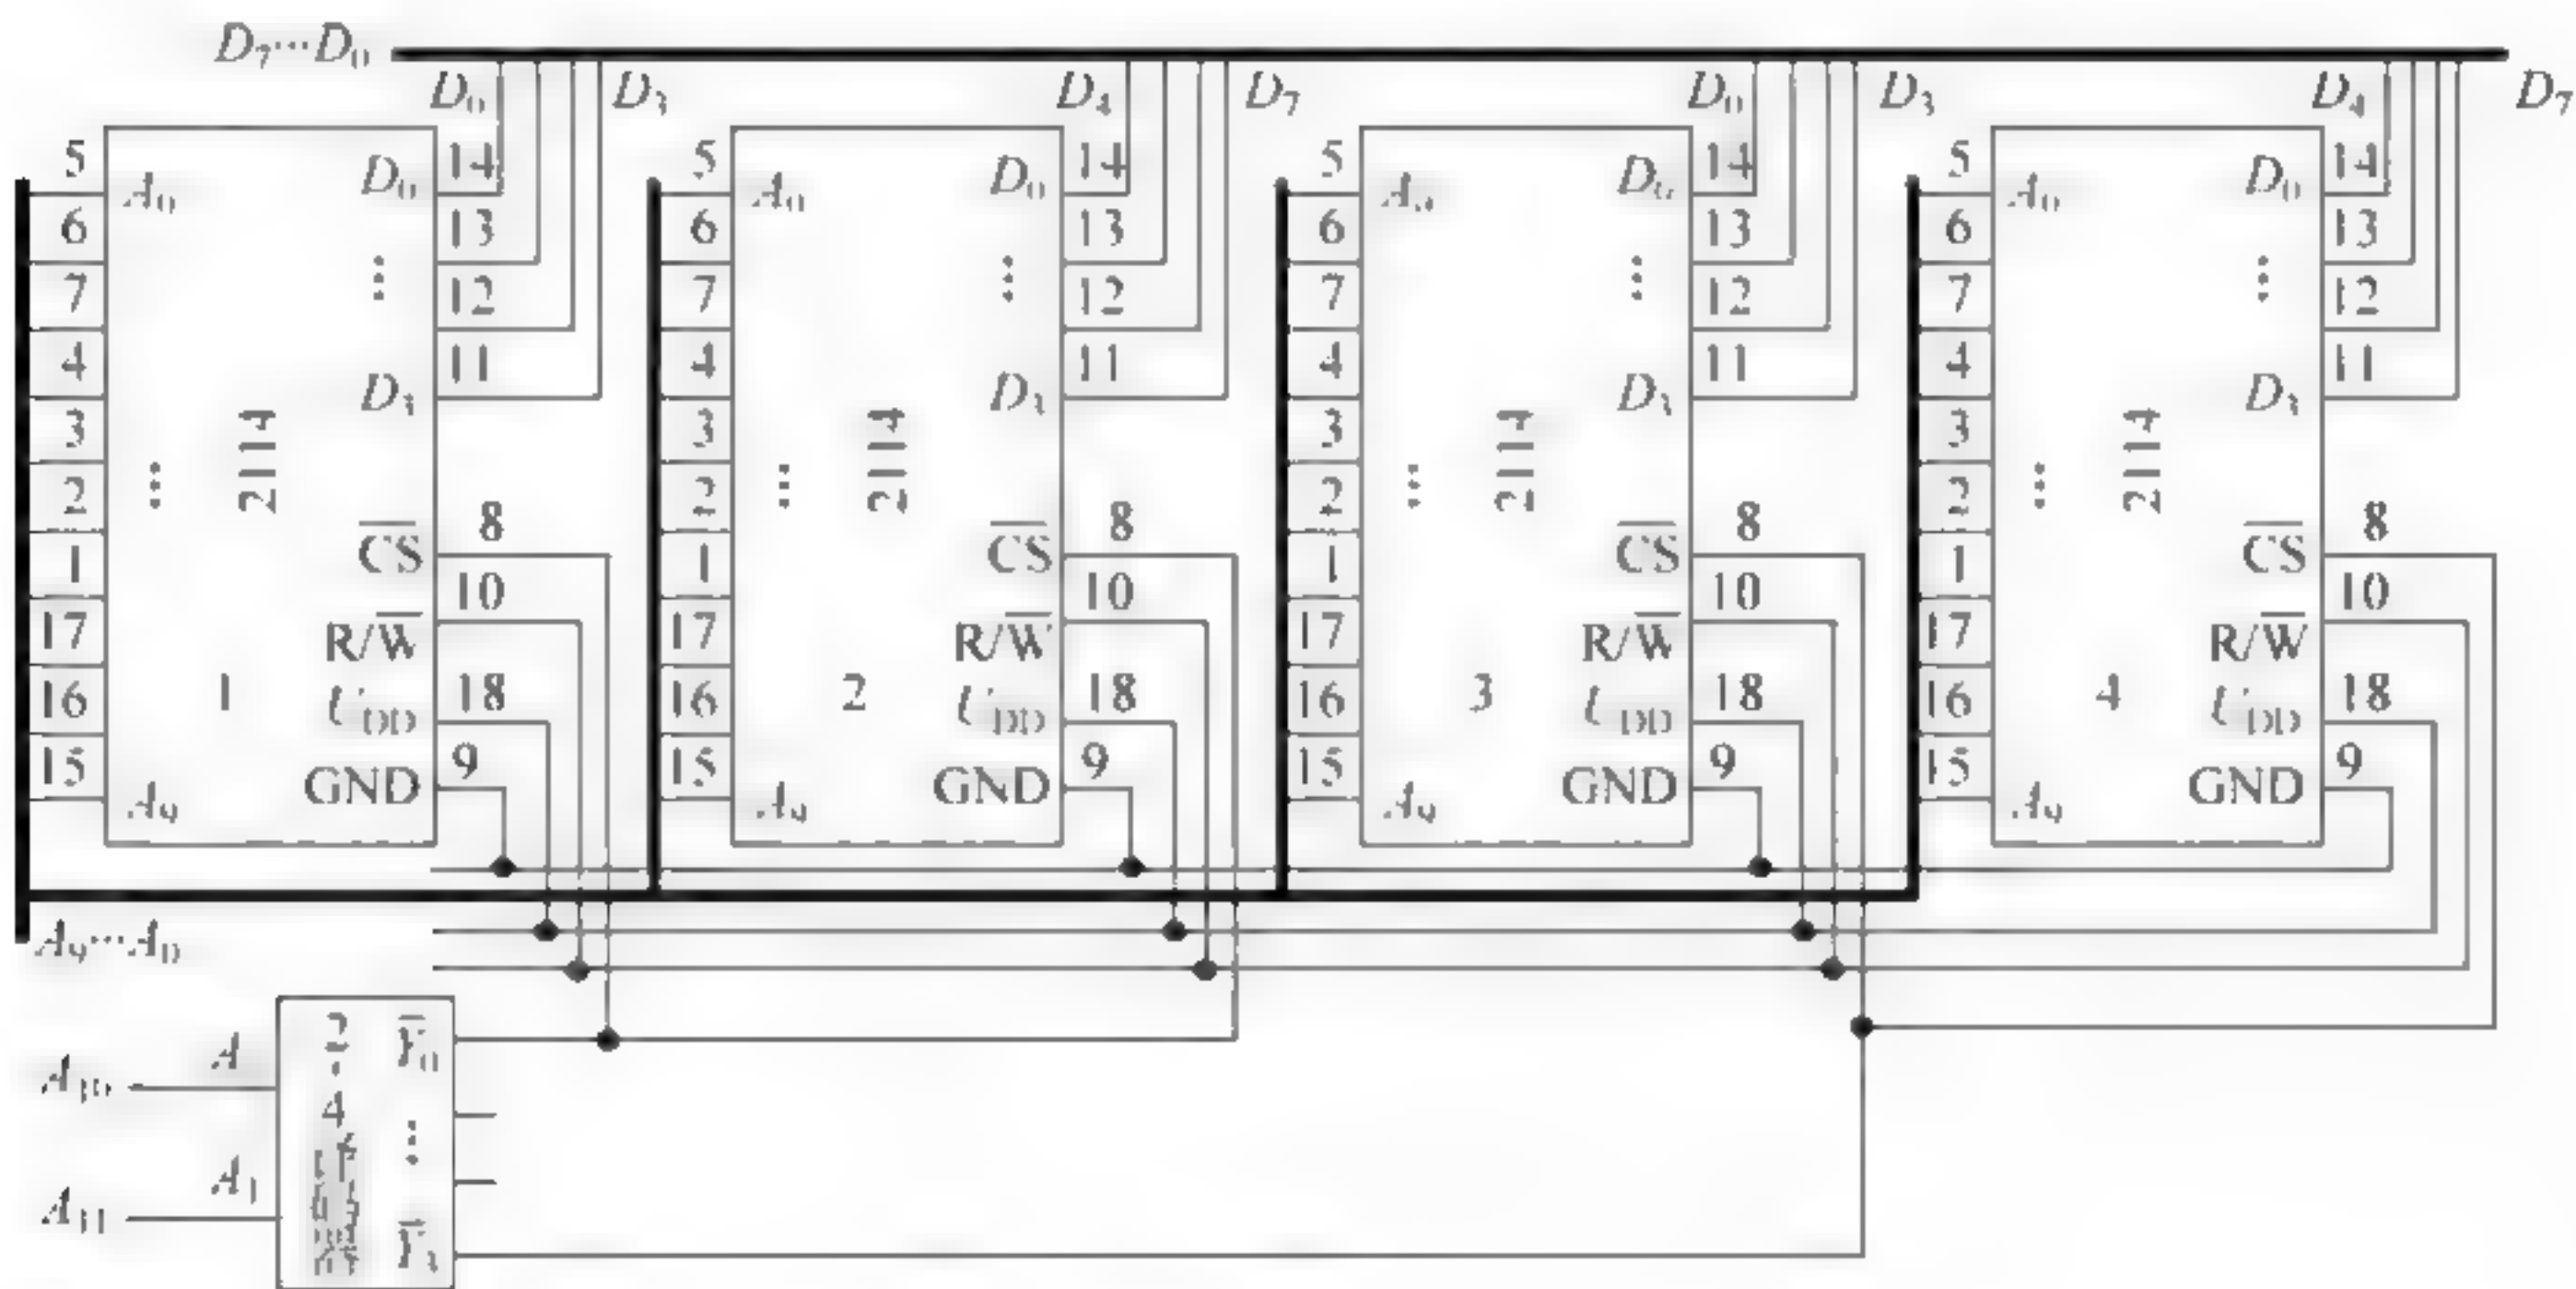 D₇…D₀
D₀ D₃ D₄ D₇ D₀ D₃ D₄ D₇
5 A₀ D₀ 14 5 A₀ D₀ 14 5 A₀ D₀ 14 5 A₀ D₀ 14
6 ⋮ 13 6 ⋮ 13 6 ⋮ 13 6 ⋮ 13
7 12 7 12 7 12 7 12
4 D₃ 11 4 D₃ 11 4 D₃ 11 4 D₃ 11
3 2114 3 2114 3 2114 3 2114
2 ⋮ 2 ⋮ 2 ⋮ 2 ⋮
1 C̅S̅ 8 1 C̅S̅ 8 1 C̅S̅ 8 1 C̅S̅ 8
17 R/W̅ 10 17 R/W̅ 10 17 R/W̅ 10 17 R/W̅ 10
16 1 U_DD 18 16 2 U_DD 18 16 3 U_DD 18 16 4 U_DD 18
15 A₉ GND 9 15 A₉ GND 9 15 A₉ GND 9 15 A₉ GND 9
A₉…A₀
A₁₀ A 2 Y̅₀
4 ⋮
A₁₁ A₁ Y̅₃